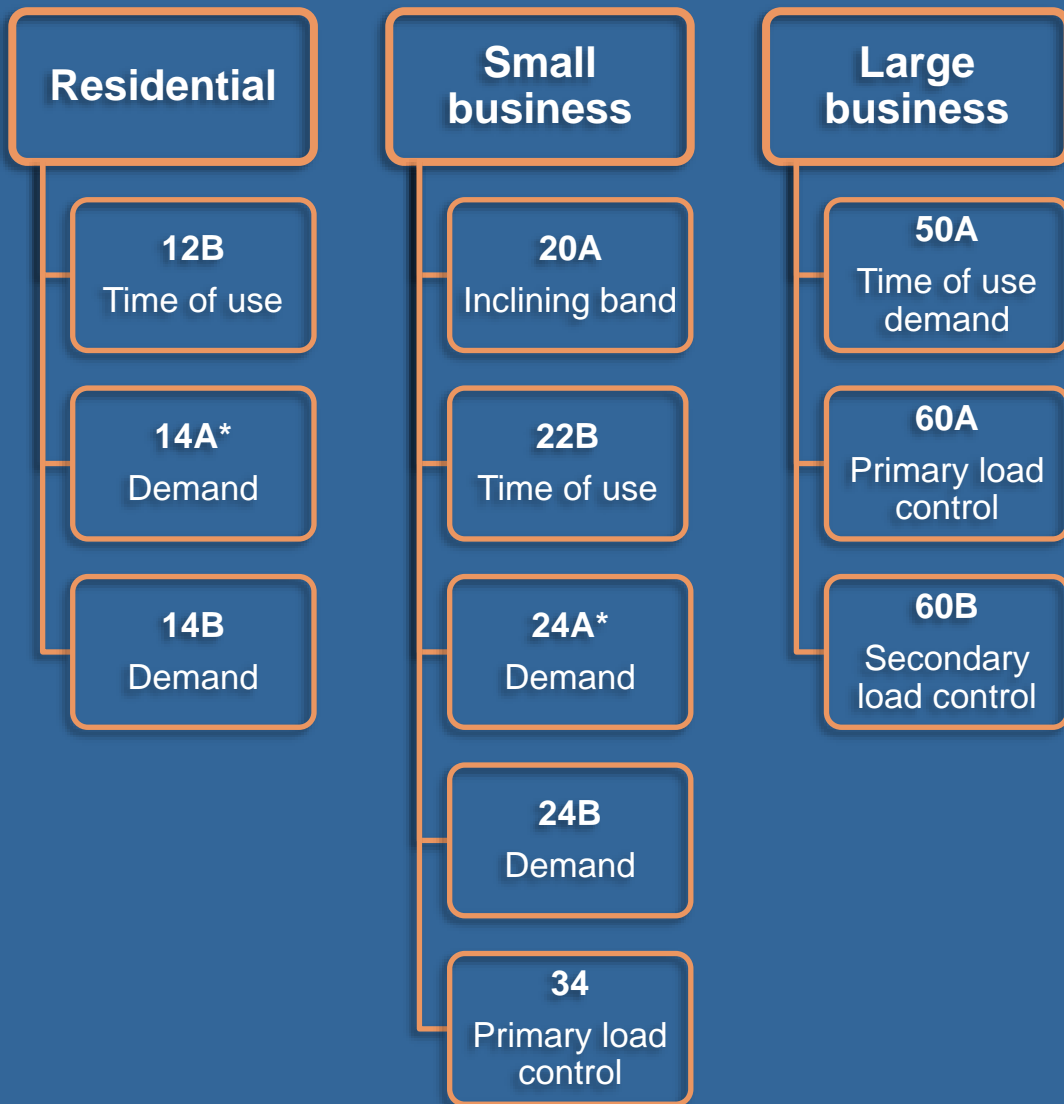 Residential
12B
Time of use
14A*
Demand
14B
Demand
Small
business
20A
Inclining band
22B
Time of use
24A*
Demand
24B
Demand
34
Primary load
control
Large
business
50A
Time of use
demand
60A
Primary load
control
60B
Secondary
load control